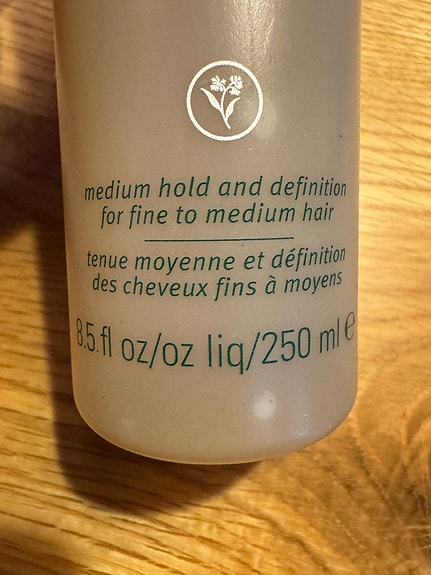 medium hold and definition
for fine to medium hair
tenue moyenne et définition
des cheveux fins à moyens
8.5 fl oz/oz liq/250 ml ℮